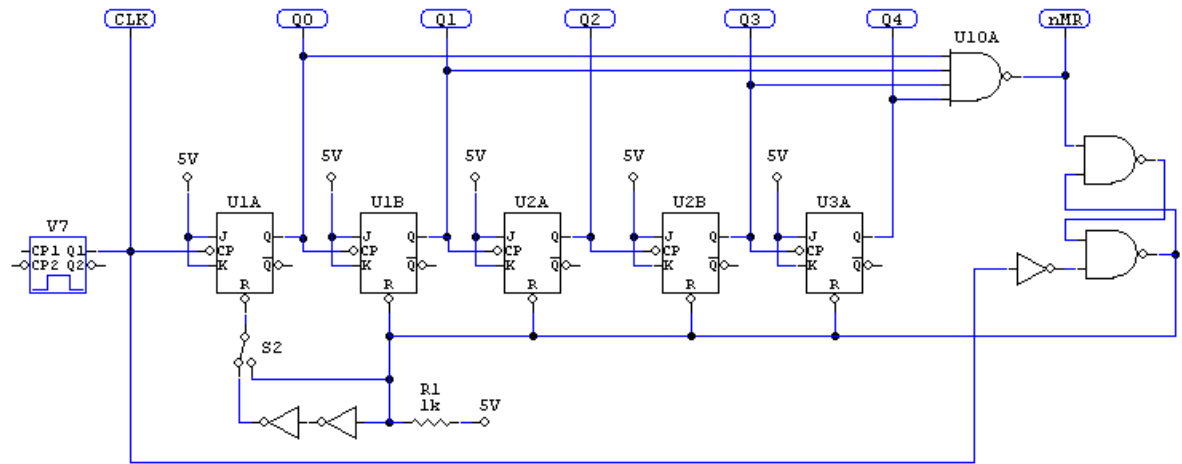 CLK Q0 Q1 Q2 Q3 Q4 nMR
U10A
5V 5V 5V 5V 5V
U1A U1B U2A U2B U3A
V7
CP1 Q1
CP2 Q2
J Q J Q J Q J Q J Q
CP CP CP CP CP
K Q K Q K Q K Q K Q
R R R R R
S2
R1
1k 5V